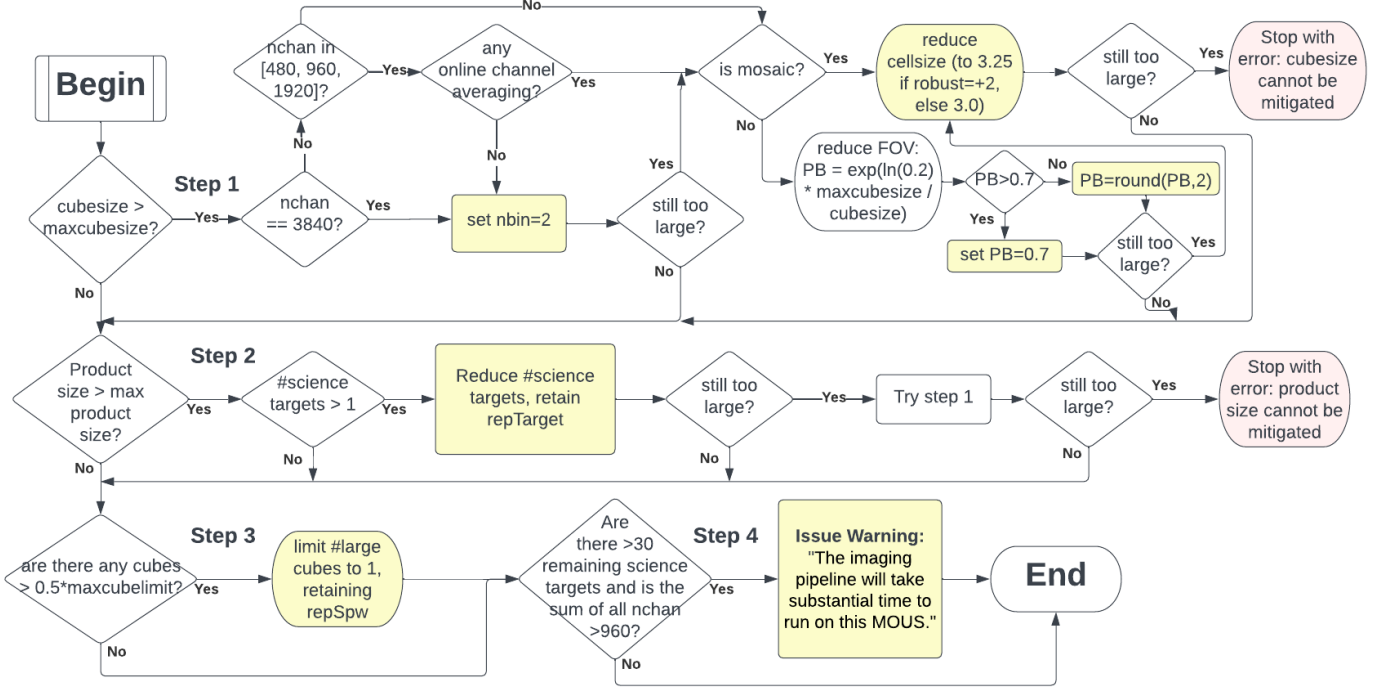 No
Begin
nchan in
[480, 960,
1920]?
Yes
any
online channel
averaging?
Yes
is mosaic?
Yes
reduce
cellsize (to 3.25
if robust=+2,
else 3.0)
still too
large?
Yes
Stop with
error: cubesize
cannot be
mitigated
No
No
No
No
reduce FOV:
PB = exp(ln(0.2)
* maxcubesize /
cubesize)
PB>0.7
No
PB=round(PB,2)
Yes
Step 1
cubesize >
maxcubesize?
Yes
nchan
== 3840?
Yes
set nbin=2
Yes
still too
large?
Yes
set PB=0.7
still too
large?
Yes
No
No
No
Step 2
Product
size > max
product
size?
Yes
#science
targets > 1
Yes
Reduce #science
targets, retain
repTarget
still too
large?
Yes
Try step 1
still too
large?
Yes
Stop with
error: product
size cannot be
mitigated
No
No
No
No
Step 3
are there any cubes
> 0.5*maxcubelimit?
Yes
limit #large
cubes to 1,
retaining
repSpw
Are
there >30
remaining science
targets and is the
sum of all nchan
>960?
Step 4
Yes
Issue Warning:
"The imaging
pipeline will take
substantial time to
run on this MOUS."
End
No
No